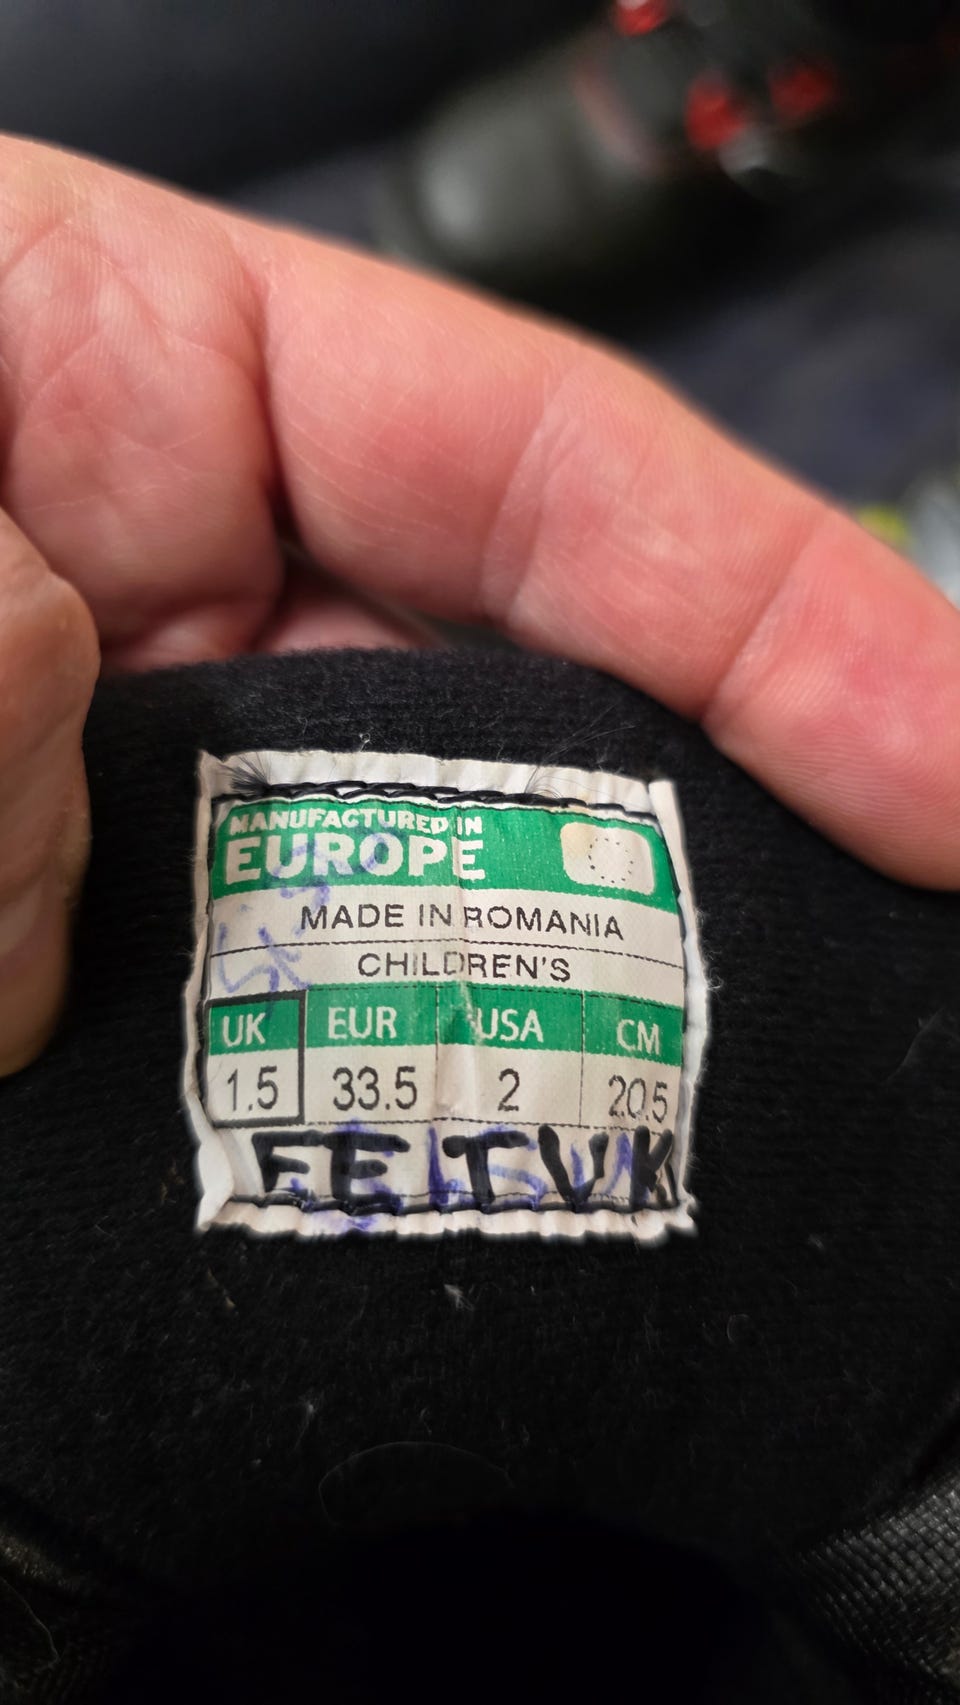 MANUFACTURED IN
EUROPE
MADE IN ROMANIA
CHILDREN'S
UK EUR USA CM
1.5 33.5 2 20.5